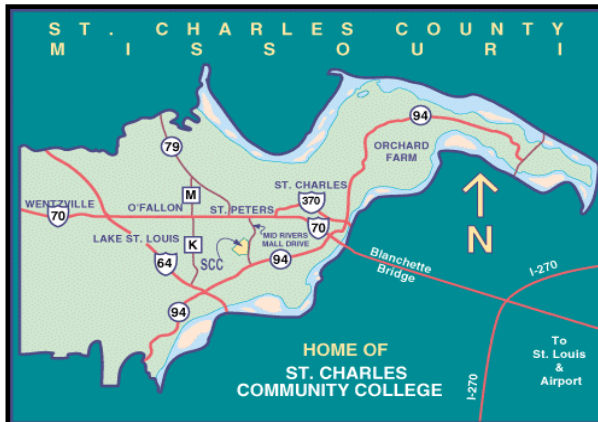 ST. CHARLES COUNTY
MISSOURI
94
79
ORCHARD
FARM
ST. CHARLES
370
M
WENTZVILLE
O'FALLON
ST. PETERS
70
70
MID RIVERS
MALL DRIVE
LAKE ST. LOUIS
K
N
64
SCC
94
Blanchette
Bridge
I-270
94
To
St. Louis
&
Airport
HOME OF
ST. CHARLES
COMMUNITY COLLEGE
I-270